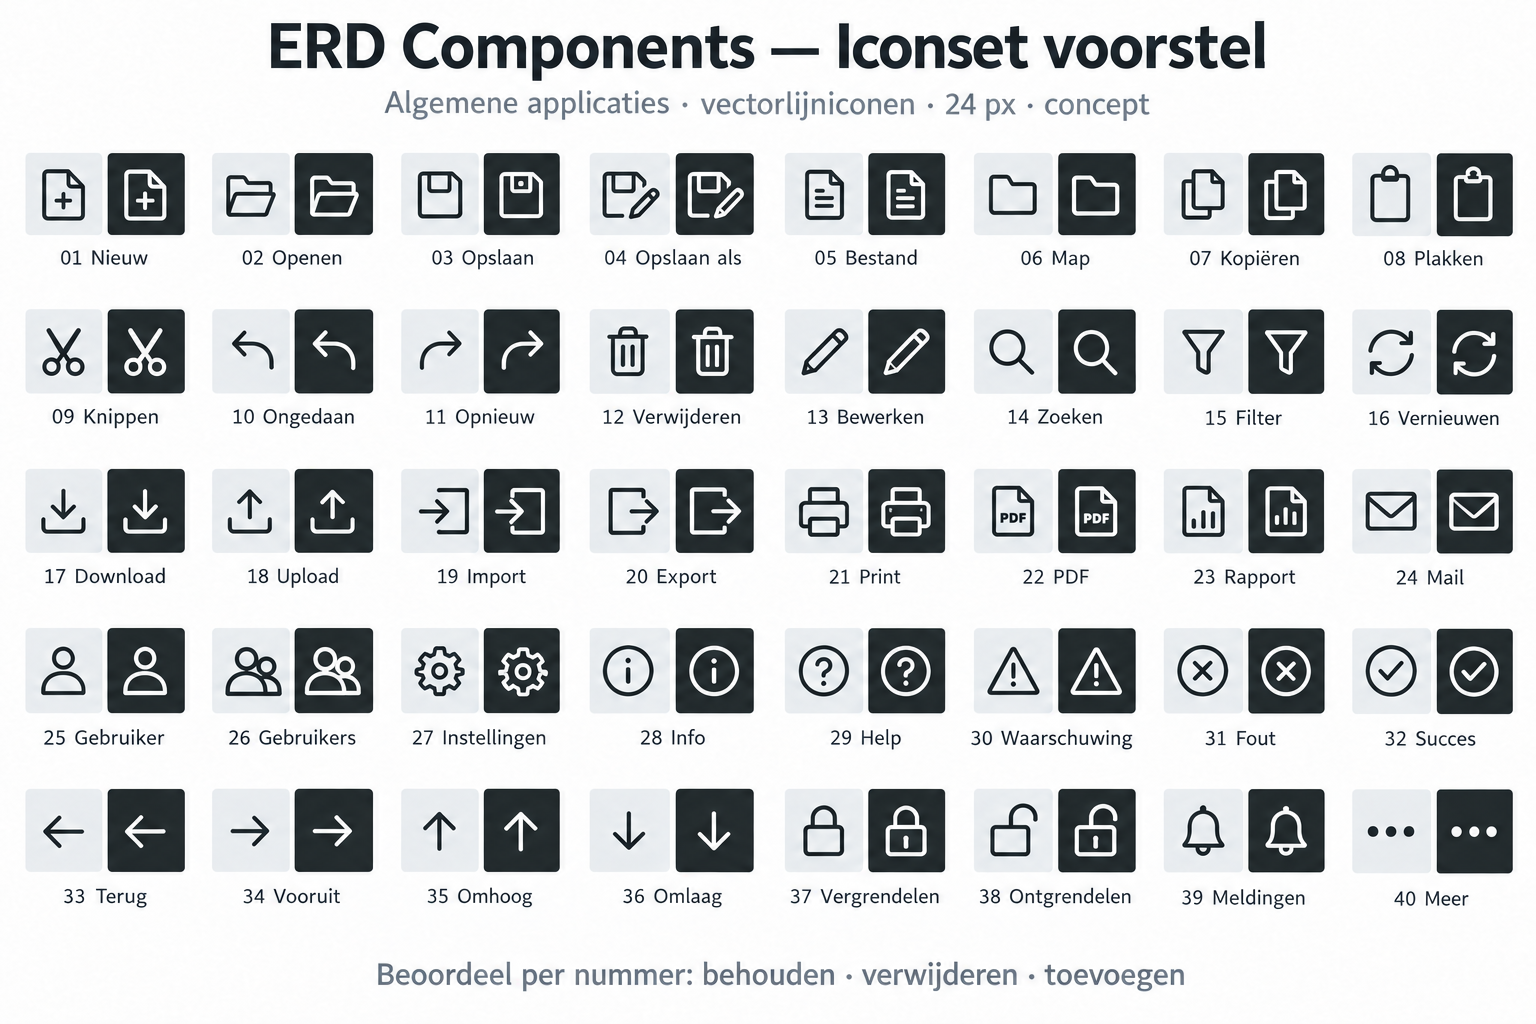 ERD Components — Iconset voorstel
Algemene applicaties · vectorlijniconen · 24 px · concept
01 Nieuw 02 Openen 03 Opslaan 04 Opslaan als 05 Bestand 06 Map 07 Kopiëren 08 Plakken
09 Knippen 10 Ongedaan 11 Opnieuw 12 Verwijderen 13 Bewerken 14 Zoeken 15 Filter 16 Vernieuwen
PDF PDF
17 Download 18 Upload 19 Import 20 Export 21 Print 22 PDF 23 Rapport 24 Mail
25 Gebruiker 26 Gebruikers 27 Instellingen 28 Info 29 Help 30 Waarschuwing 31 Fout 32 Succes
33 Terug 34 Vooruit 35 Omhoog 36 Omlaag 37 Vergrendelen 38 Ontgrendelen 39 Meldingen 40 Meer
Beoordeel per nummer: behouden · verwijderen · toevoegen